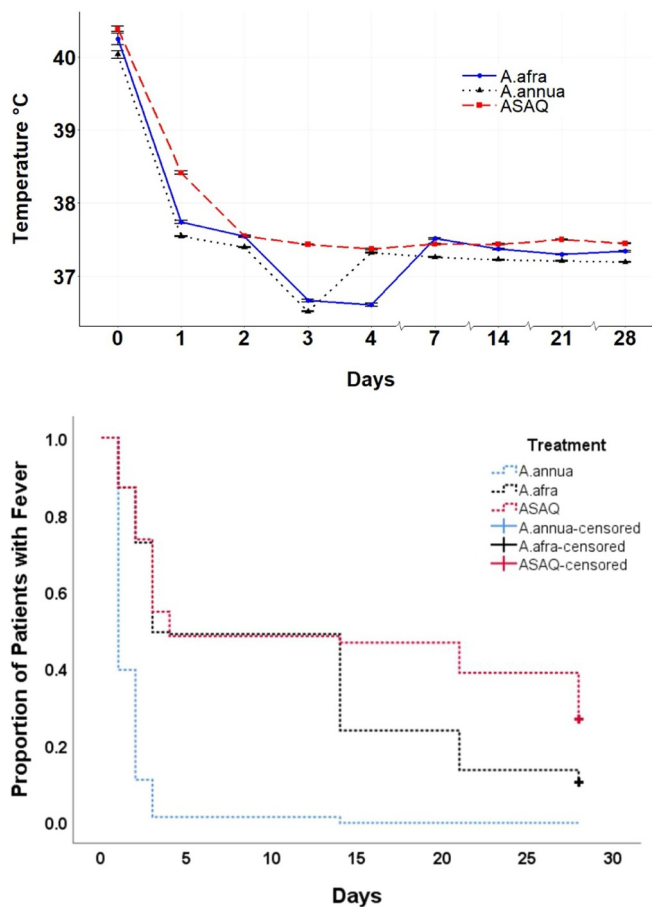 40
39
38
37
Temperature °C
A.afra
A.annua
ASAQ
0 1 2 3 4 7 14 21 28
Days
1.0
0.8
0.6
0.4
0.2
0.0
Proportion of Patients with Fever
Treatment
A.annua
A.afra
ASAQ
A.annua-censored
A.afra-censored
ASAQ-censored
0 5 10 15 20 25 30
Days